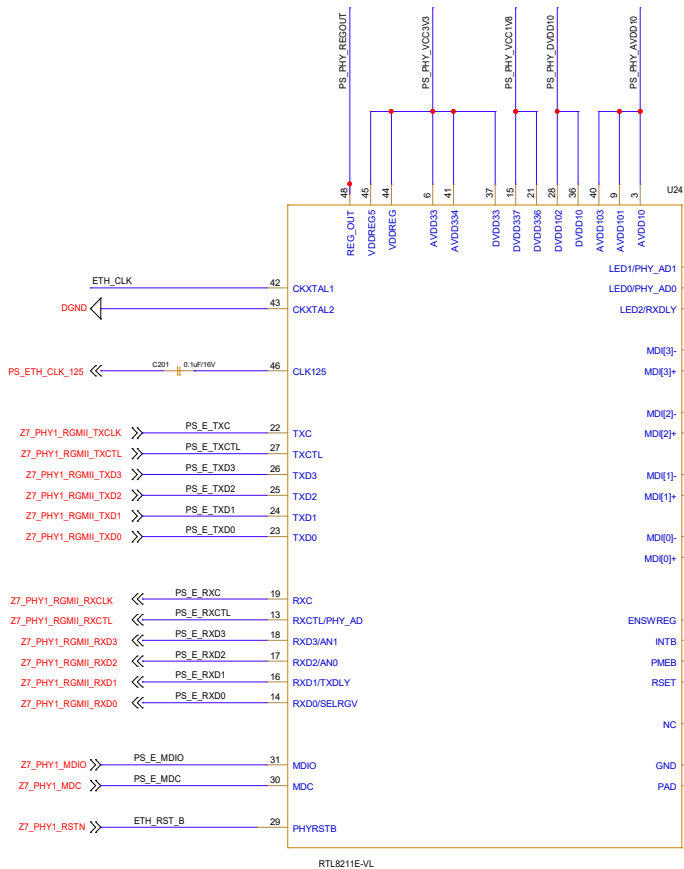 PS_PHY_REGOUT
PS_PHY_VCC3V3
PS_PHY_VCC1V8
PS_PHY_DVDD10
PS_PHY_AVDD10
48 45 44 6 41 37 15 21 28 36 40 9 3
U24
REG_OUT
VDDREG5
VDDREG
AVDD33
AVDD334
DVDD33
DVDD337
DVDD336
DVDD102
DVDD10
AVDD103
AVDD101
AVDD10
LED1/PHY_AD1
ETH_CLK 42 CKXTAL1 LED0/PHY_AD0
DGND 43 CKXTAL2 LED2/RXDLY
MDI[3]-
C201 0.1uF/16V
PS_ETH_CLK_125 46 CLK125 MDI[3]+
MDI[2]-
Z7_PHY1_RGMII_TXCLK PS_E_TXC 22 TXC MDI[2]+
Z7_PHY1_RGMII_TXCTL PS_E_TXCTL 27 TXCTL
Z7_PHY1_RGMII_TXD3 PS_E_TXD3 26 TXD3 MDI[1]-
Z7_PHY1_RGMII_TXD2 PS_E_TXD2 25 TXD2 MDI[1]+
Z7_PHY1_RGMII_TXD1 PS_E_TXD1 24 TXD1
Z7_PHY1_RGMII_TXD0 PS_E_TXD0 23 TXD0 MDI[0]-
MDI[0]+
Z7_PHY1_RGMII_RXCLK PS_E_RXC 19 RXC
Z7_PHY1_RGMII_RXCTL PS_E_RXCTL 13 RXCTL/PHY_AD ENSWREG
Z7_PHY1_RGMII_RXD3 PS_E_RXD3 18 RXD3/AN1 INTB
Z7_PHY1_RGMII_RXD2 PS_E_RXD2 17 RXD2/AN0 PMEB
Z7_PHY1_RGMII_RXD1 PS_E_RXD1 16 RXD1/TXDLY RSET
Z7_PHY1_RGMII_RXD0 PS_E_RXD0 14 RXD0/SELRGV
NC
Z7_PHY1_MDIO PS_E_MDIO 31 MDIO GND
Z7_PHY1_MDC PS_E_MDC 30 MDC PAD
Z7_PHY1_RSTN ETH_RST_B 29 PHYRSTB
RTL8211E-VL